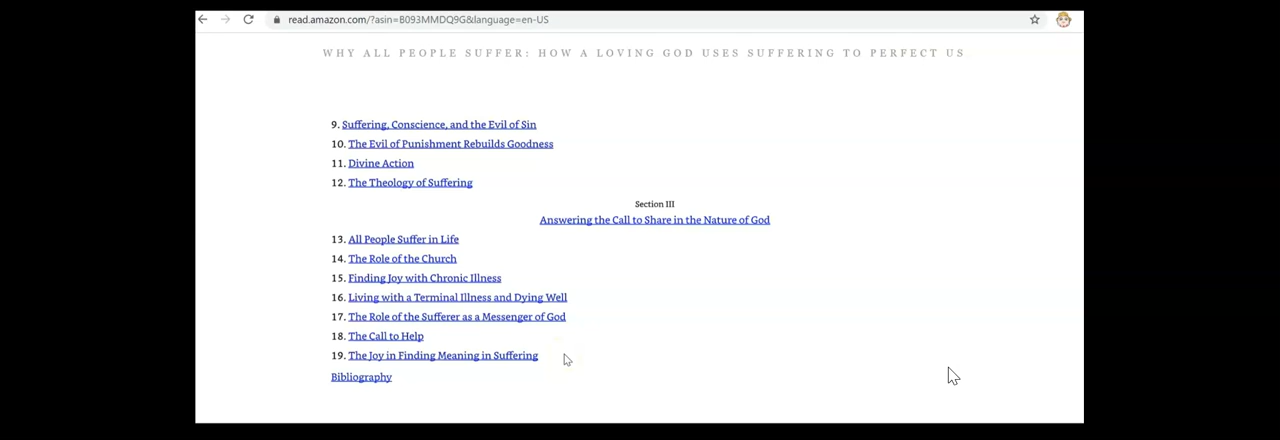 read.amazon.com/?asin=B093MMDQ9G&language=en-US
WHY ALL PEOPLE SUFFER: HOW A LOVING GOD USES SUFFERING TO PERFECT US
9. Suffering, Conscience, and the Evil of Sin
10. The Evil of Punishment Rebuilds Goodness
11. Divine Action
12. The Theology of Suffering
Section III
Answering the Call to Share in the Nature of God
13. All People Suffer in Life
14. The Role of the Church
15. Finding Joy with Chronic Illness
16. Living with a Terminal Illness and Dying Well
17. The Role of the Sufferer as a Messenger of God
18. The Call to Help
19. The Joy in Finding Meaning in Suffering
Bibliography